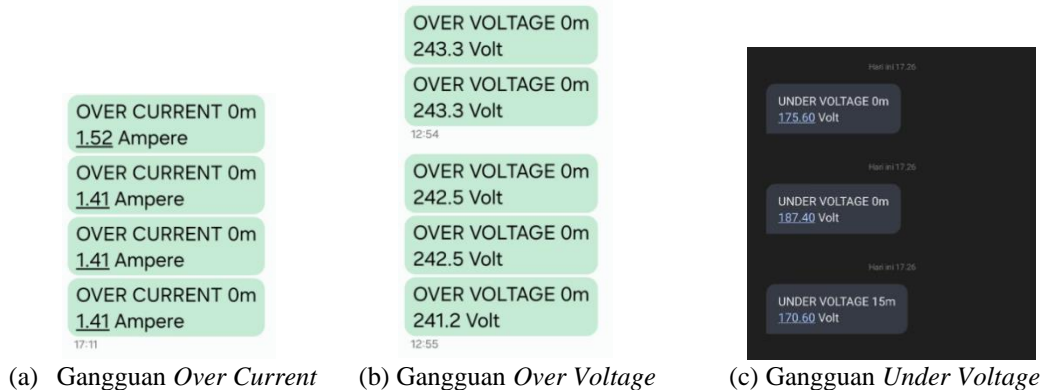 OVER CURRENT 0m
1.52 Ampere
OVER CURRENT 0m
1.41 Ampere
OVER CURRENT 0m
1.41 Ampere
OVER CURRENT 0m
1.41 Ampere
17:11
(a) Gangguan Over Current
OVER VOLTAGE 0m
243.3 Volt
OVER VOLTAGE 0m
243.3 Volt
12:54
OVER VOLTAGE 0m
242.5 Volt
OVER VOLTAGE 0m
242.5 Volt
OVER VOLTAGE 0m
241.2 Volt
12:55
(b) Gangguan Over Voltage
Hari ini 17.26
UNDER VOLTAGE 0m
175.60 Volt
Hari ini 17.26
UNDER VOLTAGE 0m
187.40 Volt
Hari ini 17.26
UNDER VOLTAGE 15m
170.60 Volt
(c) Gangguan Under Voltage